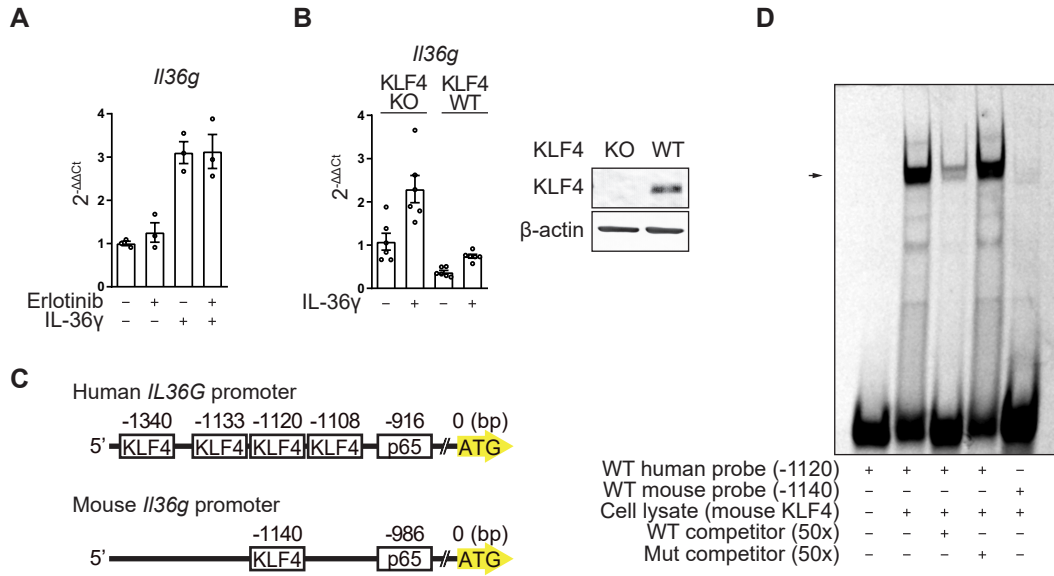 A
Il36g
2-ΔΔCt
4
3
2
1
0
Erlotinib – + – +
IL-36γ – – + +
B
Il36g
KLF4 KLF4
KO WT
2-ΔΔCt
4
3
2
1
0
IL-36γ – + – +
KLF4 KO WT
KLF4
β-actin
C
Human IL36G promoter
-1340 -1133 -1120 -1108 -916 0 (bp)
5’ KLF4 KLF4 KLF4 KLF4 p65 // ATG
Mouse Il36g promoter
-1140 -986 0 (bp)
5’ KLF4 p65 // ATG
D
WT human probe (-1120) + + + + –
WT mouse probe (-1140) – – – – +
Cell lysate (mouse KLF4) – + + + +
WT competitor (50x) – – + – –
Mut competitor (50x) – – – + –